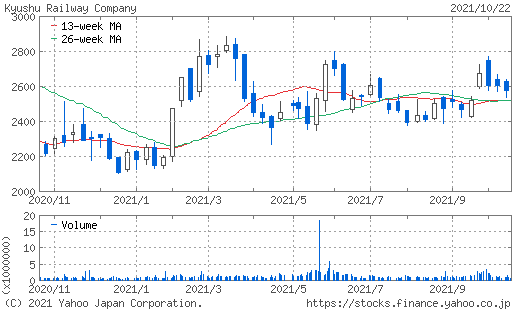 Kyushu Railway Company 2021/10/22
3000
13-week MA
26-week MA
2800
2600
2400
2200
2000
2020/11 2021/1 2021/3 2021/5 2021/7 2021/9
20
Volume
15
10
5
0
(x1000000)
2020/11 2021/1 2021/3 2021/5 2021/7 2021/9
(C) 2021 Yahoo Japan Corporation. https://stocks.finance.yahoo.co.jp/